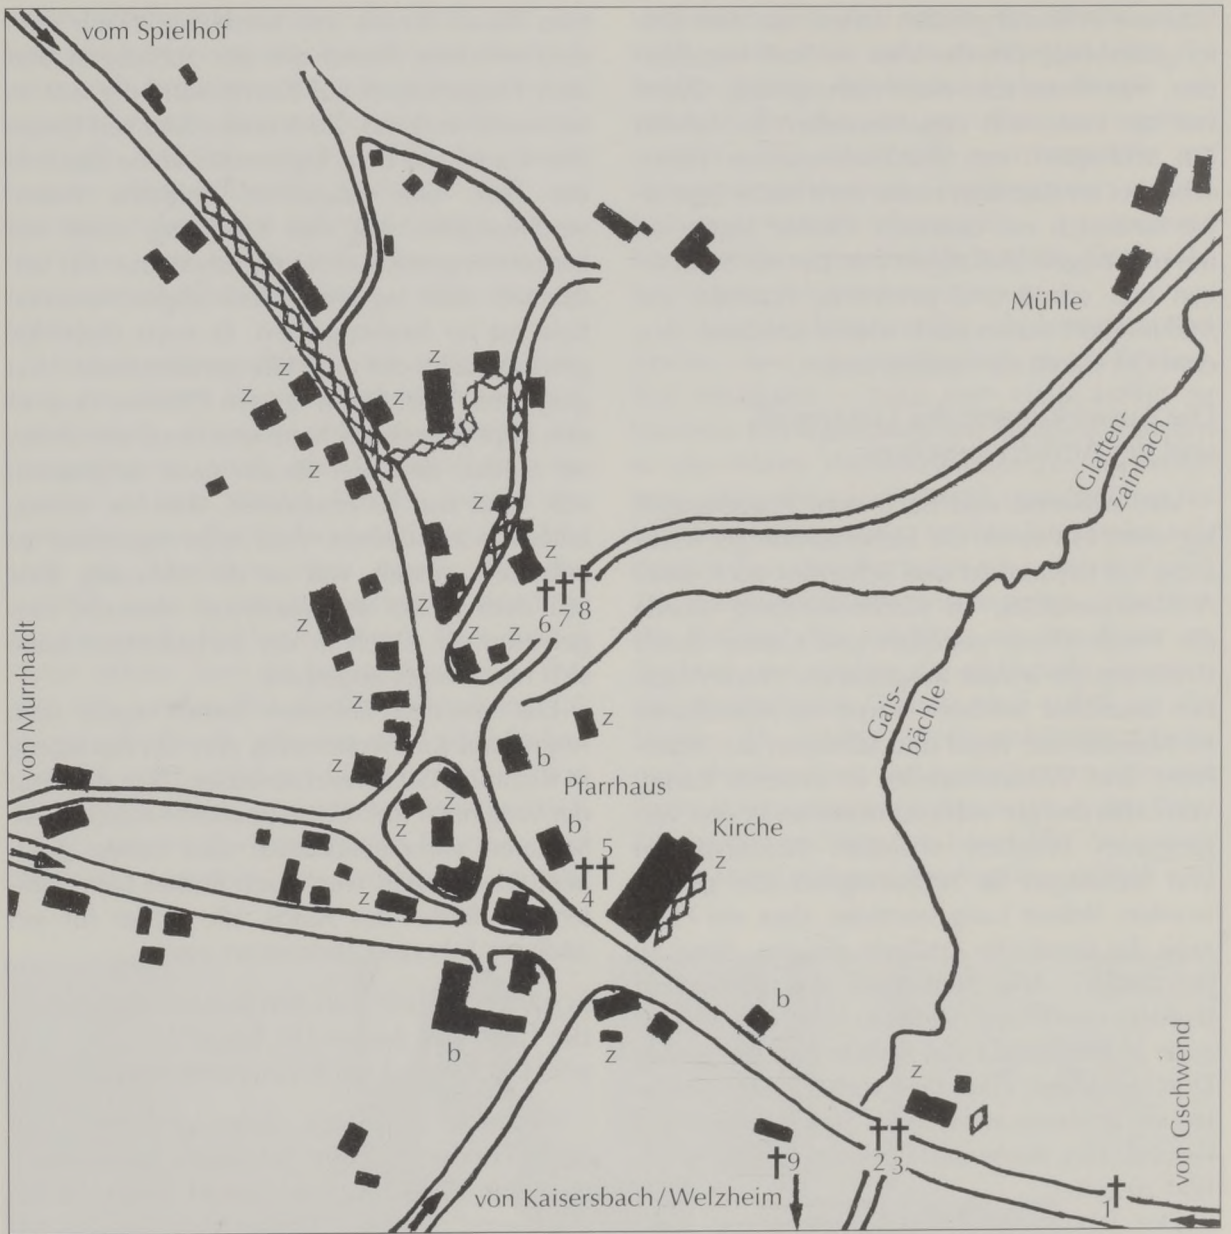 vom Spielhof
Mühle
Glatten-
zainbach
z
z
z
z
z
z
z
6 7 8
z
z
z
z
von Murrhardt
z
Gais-
bächle
z
b
z
Pfarrhaus
z
z
b
Kirche
5
z
4
z
b
b
z
z
von Gschwend
9
2 3
von Kaisersbach/Welzheim
1